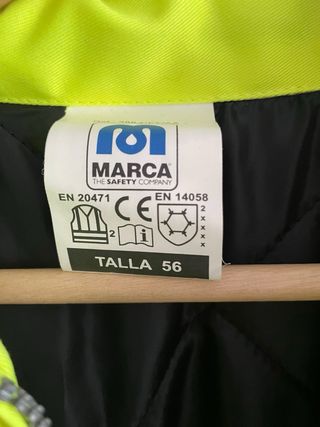 MARCA
THE SAFETY COMPANY
EN 20471
CE
EN 14058
2
2
X
X
X
X
TALLA 56